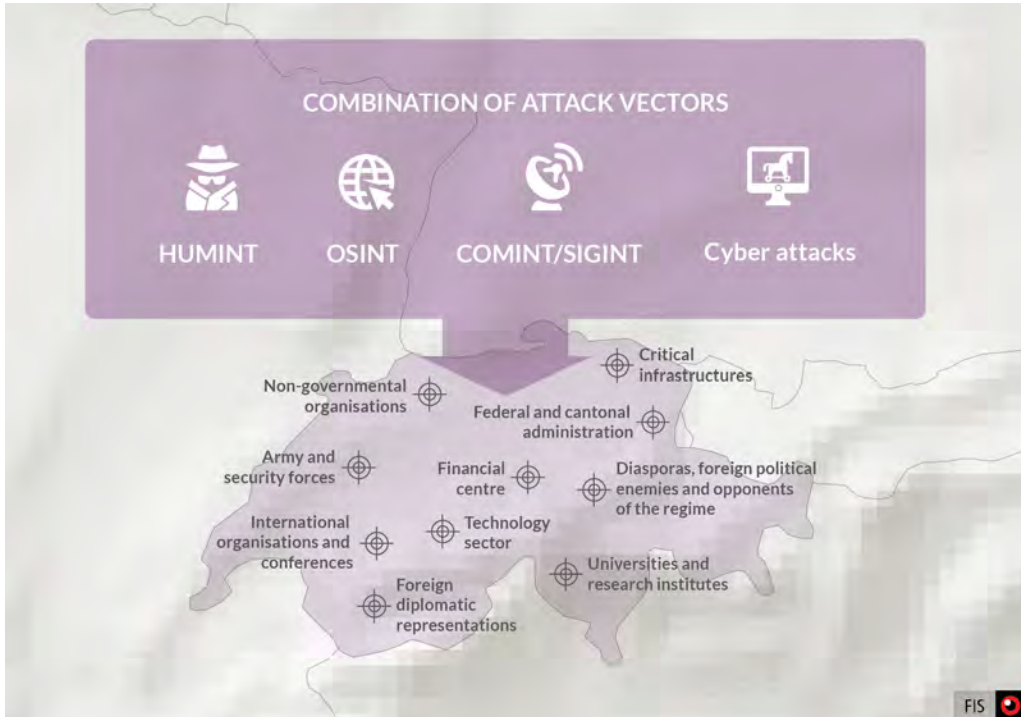 COMBINATION OF ATTACK VECTORS
HUMINT
OSINT
COMINT/SIGINT
Cyber attacks
Critical
infrastructures
Non-governmental
organisations
Federal and cantonal
administration
Army and
security forces
Financial
centre
Diasporas, foreign political
enemies and opponents
of the regime
International
organisations and
conferences
Technology
sector
Universities and
research institutes
Foreign
diplomatic
representations
FIS